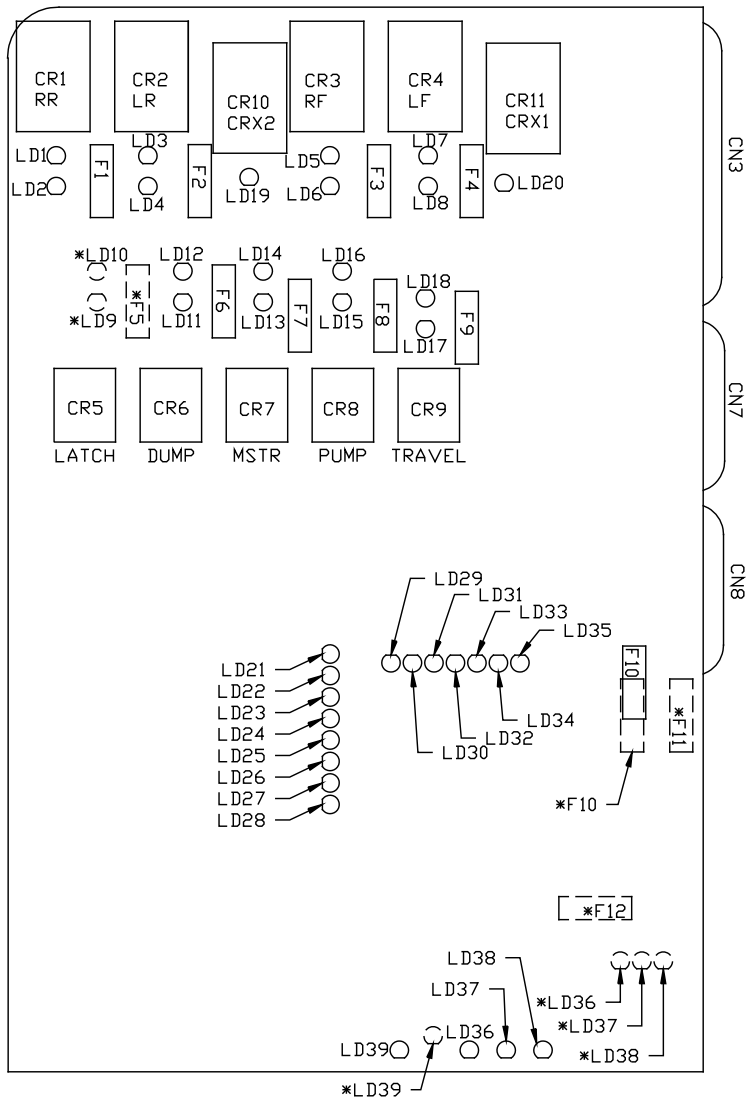 CR1
RR
CR2
LR
CR10
CRX2
CR3
RF
CR4
LF
CR11
CRX1
CN3
LD1
LD2
F1
LD3
LD4
F2
LD19
LD5
LD6
F3
LD7
LD8
F4
LD20
*LD10
*LD9
*F5
LD12
LD11
F6
LD14
LD13
F7
LD16
LD15
F8
LD18
LD17
F9
CN7
CR5
CR6
CR7
CR8
CR9
LATCH
DUMP
MSTR
PUMP
TRAVEL
CN8
LD29
LD31
LD33
LD35
LD21
LD22
LD23
LD24
LD25
LD26
LD27
LD28
LD34
LD32
LD30
F10
*F11
*F10
*F12
LD38
LD37
LD36
LD39
*LD36
*LD37
*LD38
*LD39